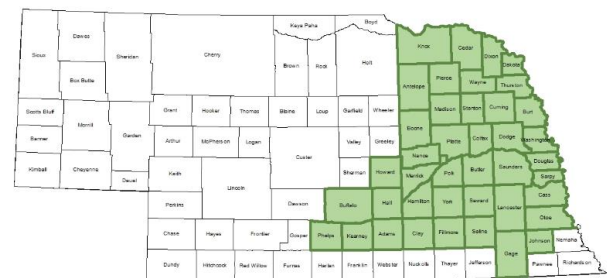 Keya Paha Boyd
Dawes Sioux Sheridan Cherry Brown Rock Holt Knox Cedar Dixon Dakota
Box Butte Antelope Pierce Wayne Thurston
Scotts Bluff Morrill Garden Grant Hooker Thomas Blaine Loup Garfield Wheeler Madison Stanton Cuming Burt
Banner Arthur McPherson Logan Custer Valley Greeley Boone Platte Colfax Dodge Washington
Kimball Cheyenne Deuel Keith Lincoln Sherman Howard Nance Merrick Polk Butler Saunders Douglas
Sarpy
Perkins Dawson Buffalo Hall Hamilton York Seward Lancaster Cass
Otoe
Chase Hayes Frontier Gosper Phelps Kearney Adams Clay Fillmore Saline Johnson Nemaha
Dundy Hitchcock Red Willow Furnas Harlan Franklin Webster Nuckolls Thayer Jefferson Gage Pawnee Richardson